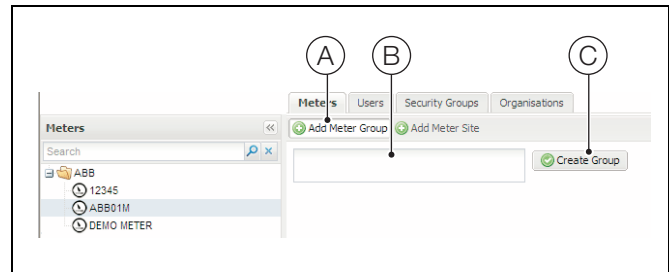 A B C
Meters Users Security Groups Organisations
Meters
Add Meter Group Add Meter Site
Search
Create Group
ABB
12345
ABB01M
DEMO METER